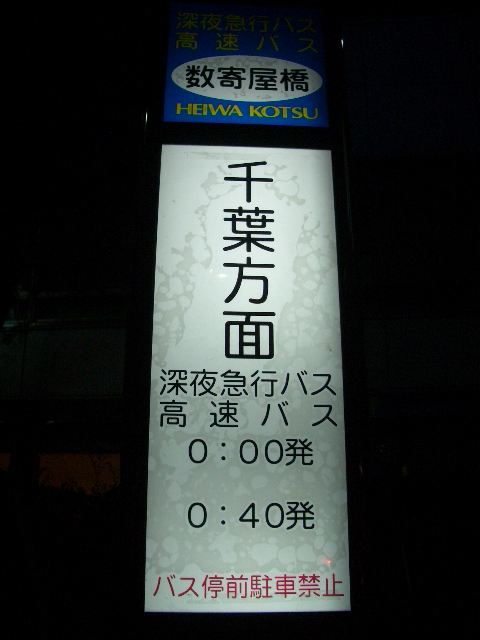 深夜急行バス
高速バス
数寄屋橋
HEIWA KOTSU
千葉方面
深夜急行バス
高速バス
0:00発
0:40発
バス停前駐車禁止